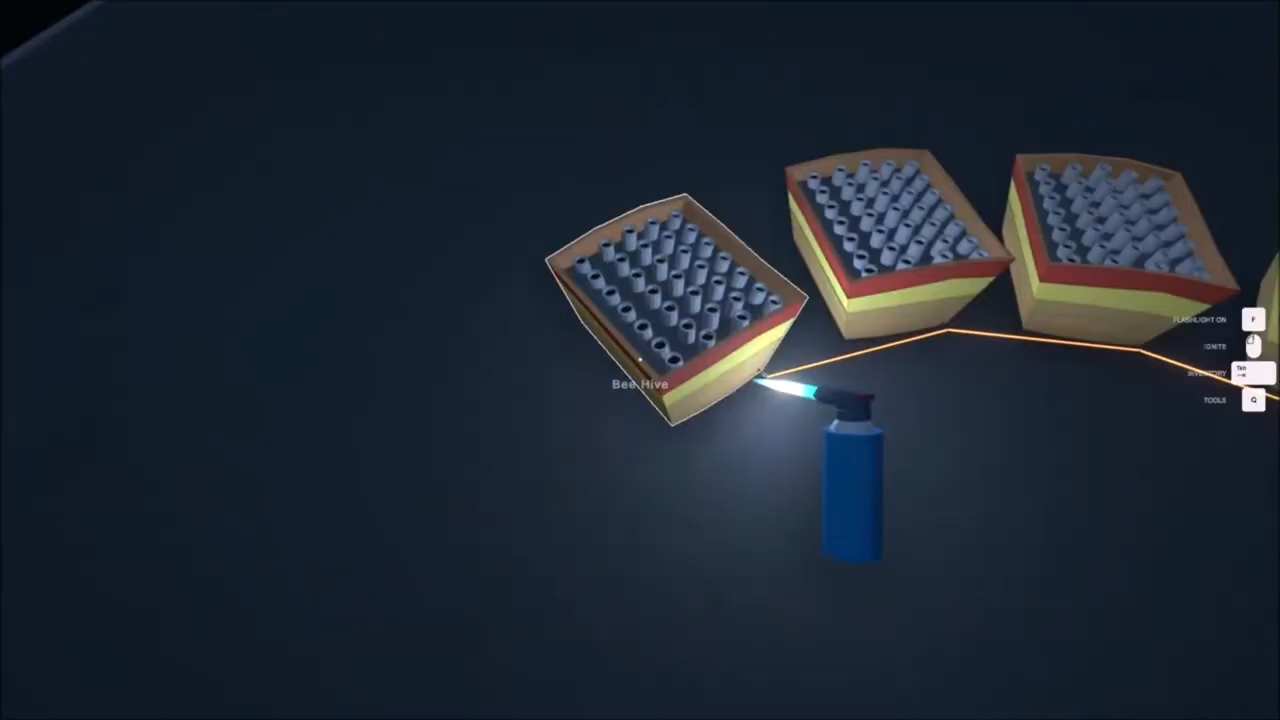 Bee Hive
FLASHLIGHT ON F
IGNITE
INVENTORY Tab
TOOLS Q